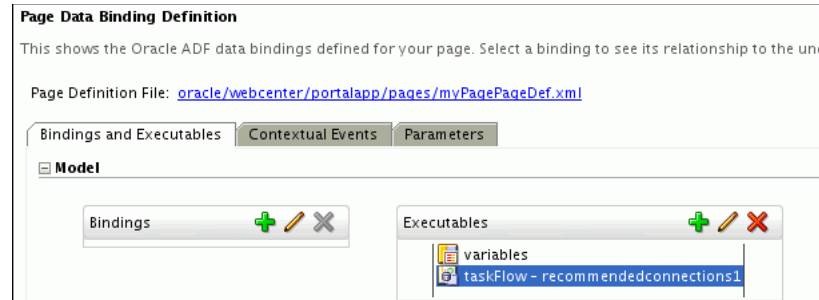 Page Data Binding Definition
This shows the Oracle ADF data bindings defined for your page. Select a binding to see its relationship to the
Page Definition File: oracle/webcenter/portalapp/pages/myPagePageDef.xml
Bindings and Executables Contextual Events Parameters
Model
Bindings Executables
variables
taskFlow - recommendedconnections1